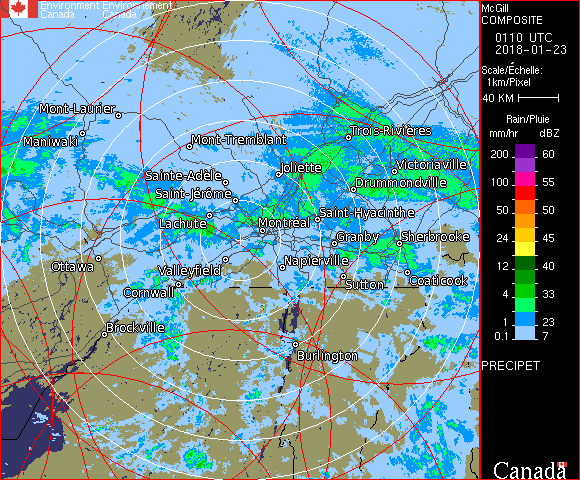 Environment Environnement
Canada Canada
McGill
COMPOSITE
0110 UTC
2018-01-23
Scale/Échelle:
1km/Pixel
40 KM
Rain/Pluie
mm/hr dBZ
200 60
100 55
50 50
24 45
12 40
4 33
1 23
0.1 7
PRECIPET
Mont-Laurier
Maniwaki
Mont-Tremblant
Trois-Rivières
Sainte-Adèle
Joliette
Victoriaville
Saint-Jérôme
Drummondville
Lachute
Montréal
Saint-Hyacinthe
Granby
Sherbrooke
Ottawa
Valleyfield
Napierville
Cornwall
Sutton
Coaticook
Brockville
Burlington
Canada